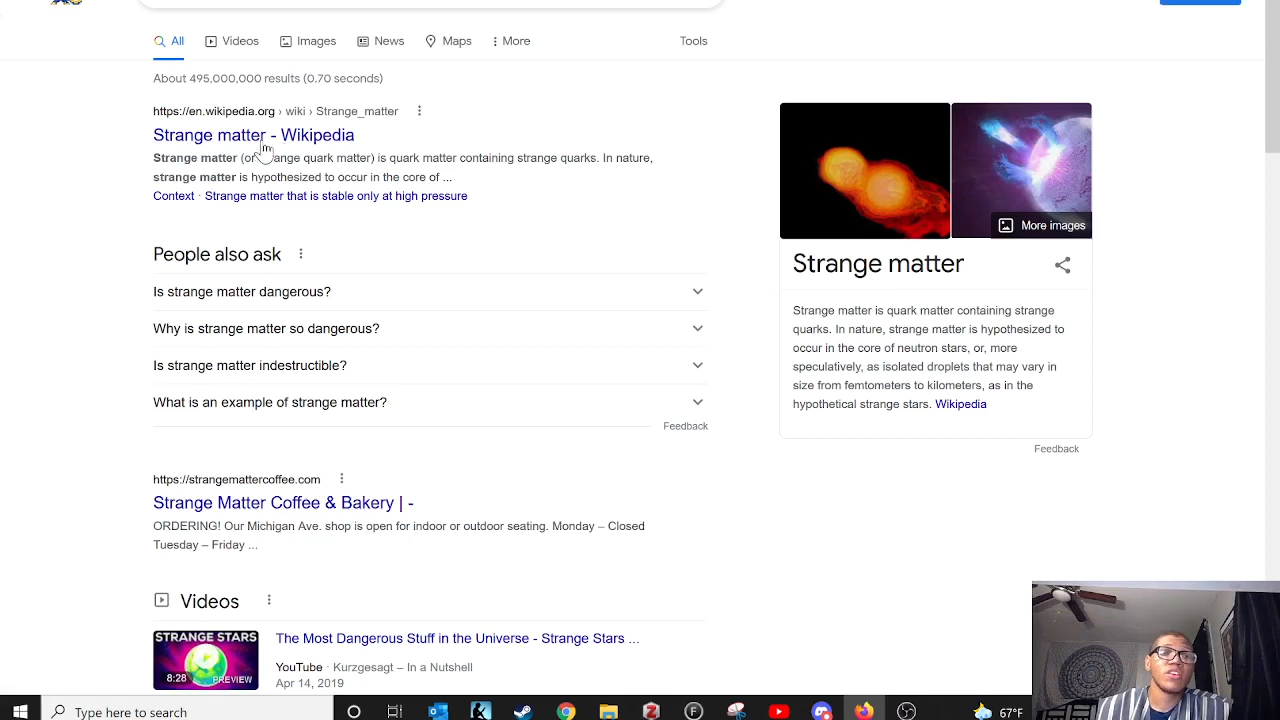 All
Videos
Images
News
Maps
More
Tools
About 495,000,000 results (0.70 seconds)
https://en.wikipedia.org › wiki › Strange_matter
Strange matter - Wikipedia
Strange matter (or ange quark matter) is quark matter containing strange quarks. In nature,
strange matter is hypothesized to occur in the core of ...
Context · Strange matter that is stable only at high pressure
People also ask
Is strange matter dangerous?
Why is strange matter so dangerous?
Is strange matter indestructible?
What is an example of strange matter?
Feedback
https://strangemattercoffee.com
Strange Matter Coffee & Bakery | -
ORDERING! Our Michigan Ave. shop is open for indoor or outdoor seating. Monday – Closed
Tuesday – Friday ...
Videos
STRANGE STARS
8:28 PREVIEW
The Most Dangerous Stuff in the Universe - Strange Stars ...
YouTube · Kurzgesagt – In a Nutshell
Apr 14, 2019
More images
Strange matter
Strange matter is quark matter containing strange
quarks. In nature, strange matter is hypothesized to
occur in the core of neutron stars, or, more
speculatively, as isolated droplets that may vary in
size from femtometers to kilometers, as in the
hypothetical strange stars. Wikipedia
Feedback
Type here to search
67°F